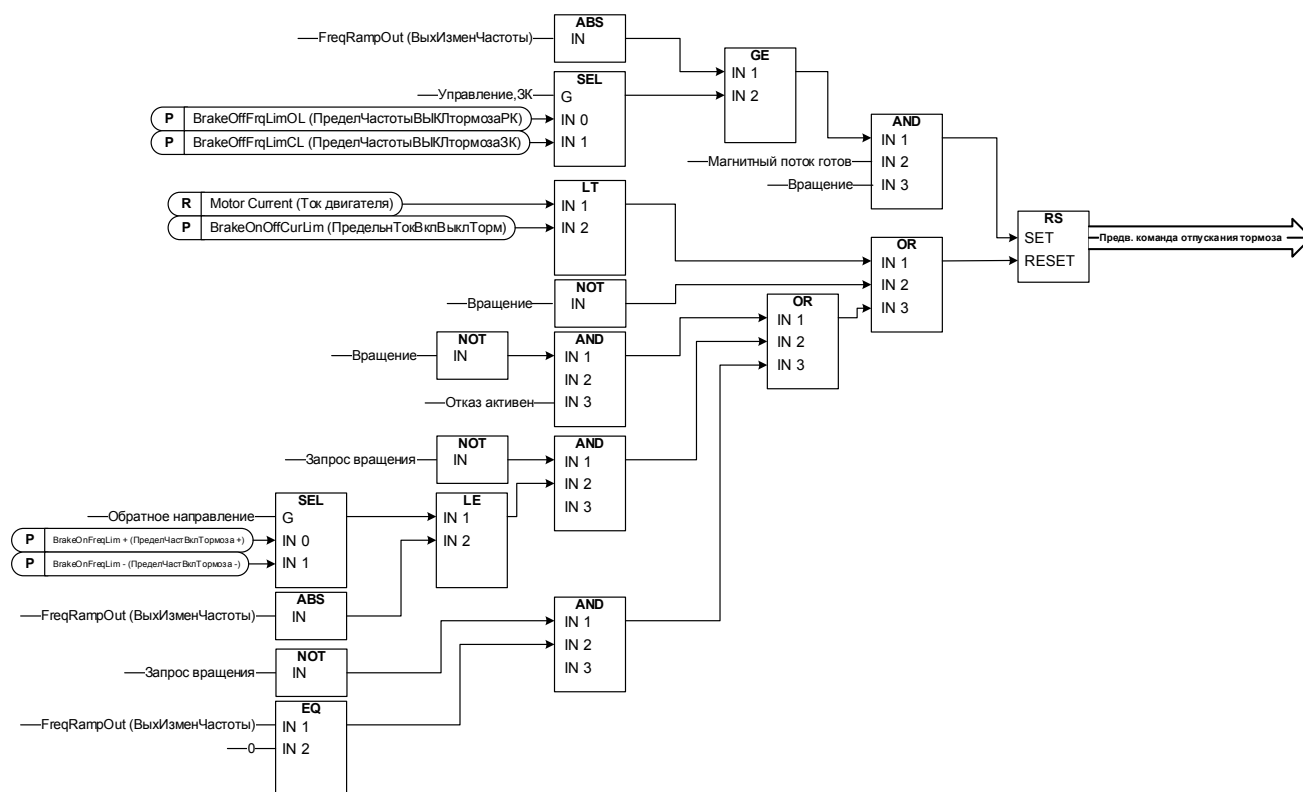 ABS
FreqRampOut (ВыхИзменЧастоты)
IN
GE
IN 1
IN 2
SEL
Управление,ЗК
G
P BrakeOffFrqLimOL (ПределЧастотыВЫКЛтормозаРК)
IN 0
P BrakeOffFrqLimCL (ПределЧастотыВЫКЛтормозаЗК)
IN 1
AND
IN 1
Магнитный поток готов
IN 2
Вращение
IN 3
LT
R Motor Current (Ток двигателя)
IN 1
P BrakeOnOffCurLim (ПредельнТокВклВыклТорм)
IN 2
RS
SET
Предв. команда отпускания тормоза
RESET
OR
IN 1
IN 2
IN 3
NOT
Вращение
IN
OR
IN 1
IN 2
IN 3
NOT
Вращение
IN
AND
IN 1
IN 2
Отказ активен
IN 3
NOT
Запрос вращения
IN
AND
IN 1
IN 2
IN 3
SEL
Обратное направление
G
P BrakeOnFreqLim + (ПределЧастВклТормоза +)
IN 0
P BrakeOnFreqLim - (ПределЧастВклТормоза -)
IN 1
LE
IN 1
IN 2
ABS
FreqRampOut (ВыхИзменЧастоты)
IN
AND
IN 1
IN 2
IN 3
NOT
Запрос вращения
IN
EQ
FreqRampOut (ВыхИзменЧастоты)
IN 1
0
IN 2